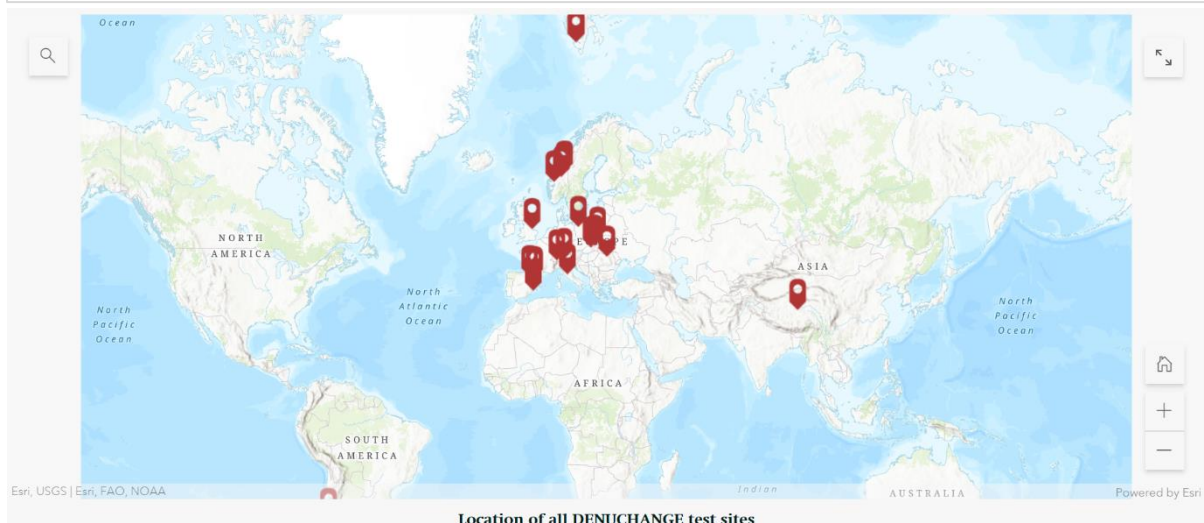 Ocean
NORTH
AMERICA
North
Pacific
Ocean
North
Atlantic
Ocean
ASIA
AFRICA
North
Pacific
Ocean
SOUTH
AMERICA
Indian
AUSTRALIA
Esri, USGS | Esri, FAO, NOAA
Powered by Esri
Location of all DENUCHANGE test sites